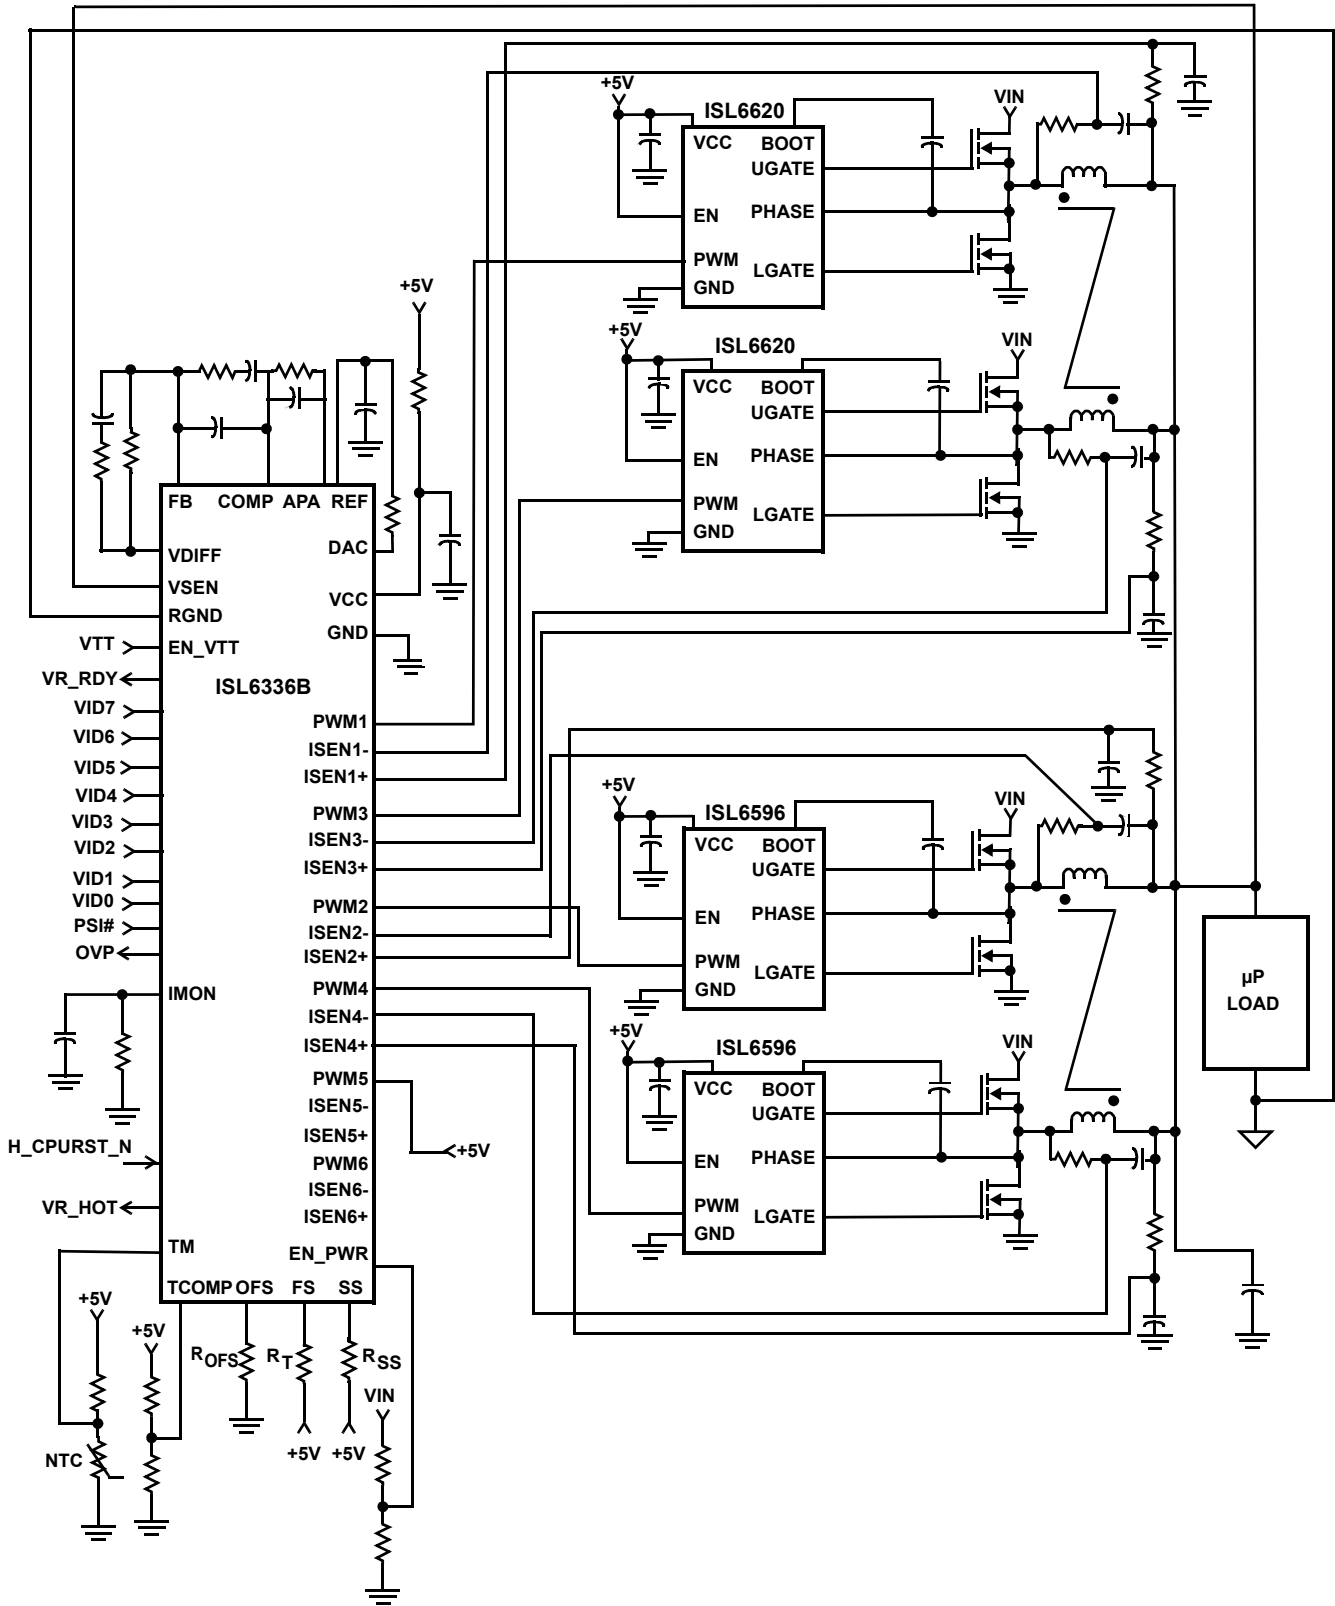 +5V
ISL6620
VIN
VCC
BOOT
UGATE
EN
PHASE
PWM
LGATE
GND
+5V
+5V
ISL6620
VIN
VCC
BOOT
UGATE
EN
PHASE
PWM
LGATE
GND
FB
COMP
APA
REF
VDIFF
DAC
VSEN
VCC
RGND
GND
VTT
EN_VTT
VR_RDY
ISL6336B
VID7
VID6
VID5
VID4
VID3
VID2
VID1
VID0
PSI#
OVP
IMON
PWM1
ISEN1-
ISEN1+
PWM3
ISEN3-
ISEN3+
PWM2
ISEN2-
ISEN2+
PWM4
ISEN4-
ISEN4+
PWM5
ISEN5-
ISEN5+
PWM6
ISEN6-
ISEN6+
EN_PWR
+5V
H_CPURST_N
VR_HOT
TM
TCOMP
OFS
FS
SS
+5V
+5V
NTC
ROFS
RT
RSS
+5V
+5V
VIN
+5V
ISL6596
VIN
VCC
BOOT
UGATE
EN
PHASE
PWM
LGATE
GND
+5V
ISL6596
VIN
VCC
BOOT
UGATE
EN
PHASE
PWM
LGATE
GND
µP
LOAD